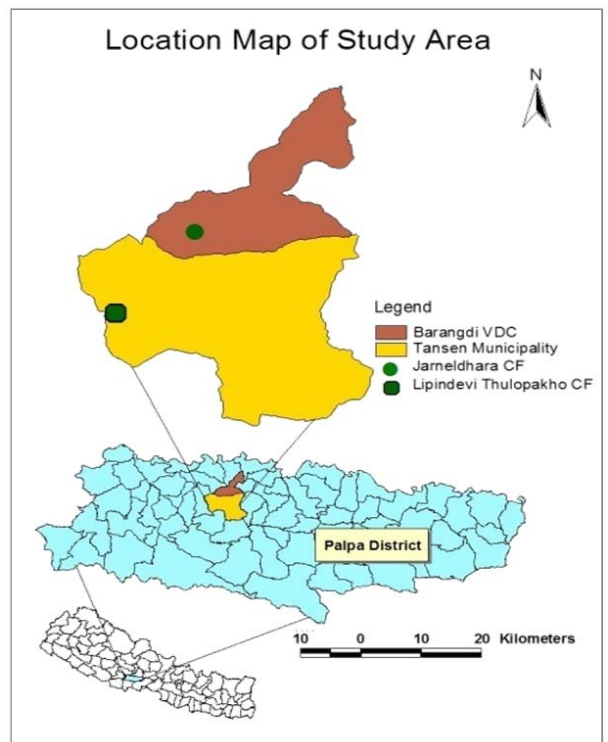 Location Map of Study Area
N
Legend
Barangdi VDC
Tansen Municipality
Jarneldhara CF
Lipindevi Thulopakho CF
Palpa District
10 0 10 20 Kilometers